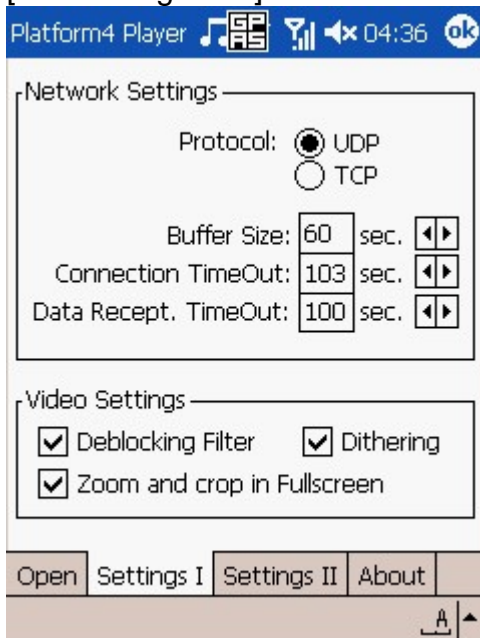 Platform4 Player 04:36 ok
Network Settings
Protocol: UDP
TCP
Buffer Size: 60 sec.
Connection TimeOut: 103 sec.
Data Recept. TimeOut: 100 sec.
Video Settings
Deblocking Filter Dithering
Zoom and crop in Fullscreen
Open Settings I Settings II About
A